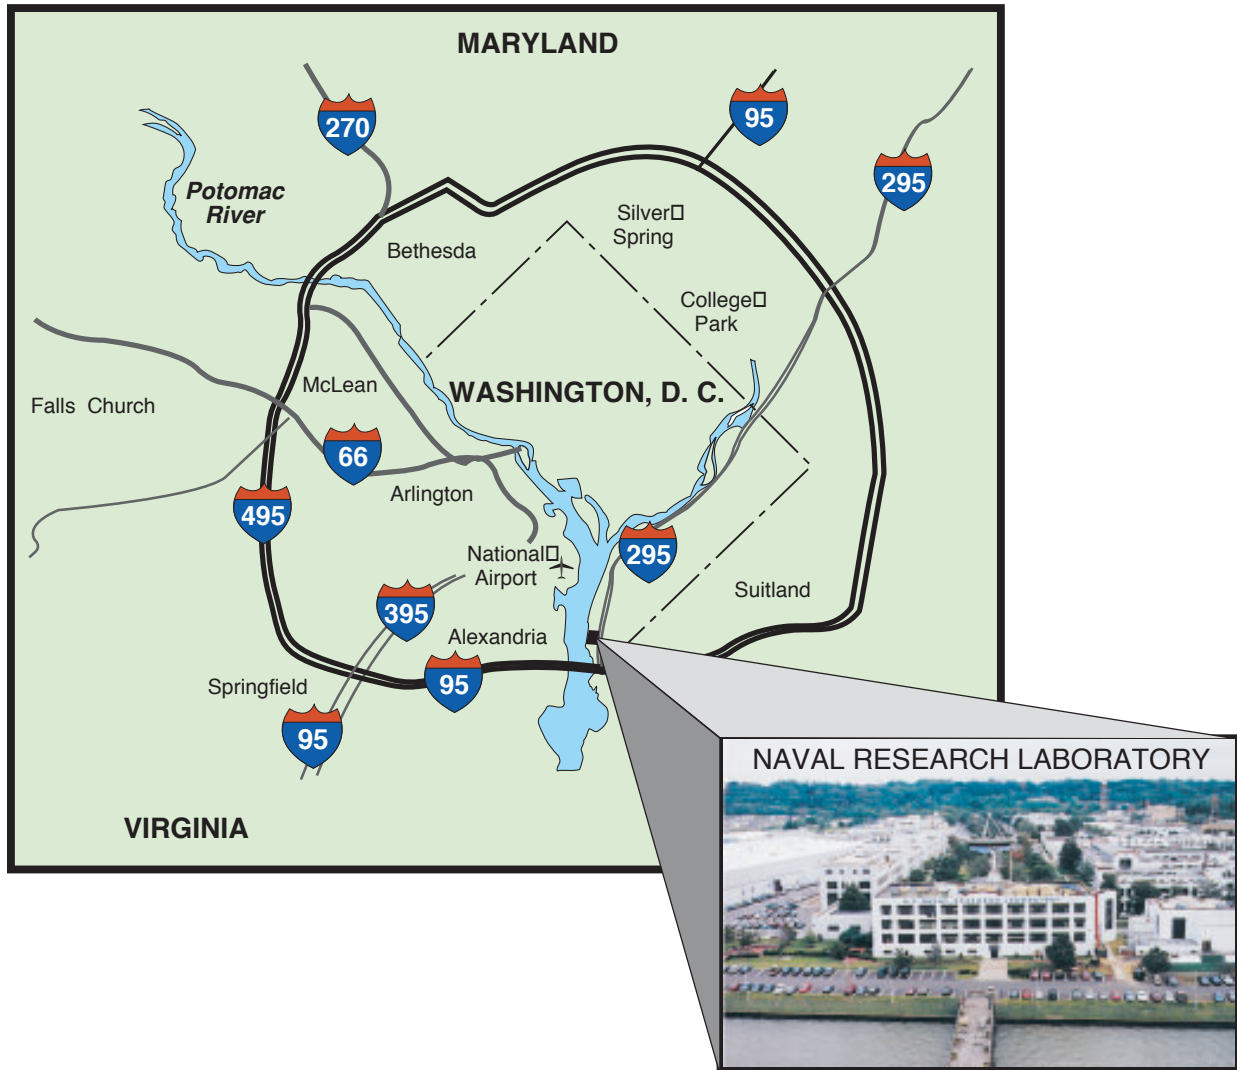 MARYLAND
270
95
295
Potomac
River
Silver
Spring
Bethesda
College
Park
McLean
WASHINGTON, D. C.
Falls Church
66
Arlington
495
National
Airport
295
Suitland
395
Alexandria
95
Springfield
95
VIRGINIA
NAVAL RESEARCH LABORATORY